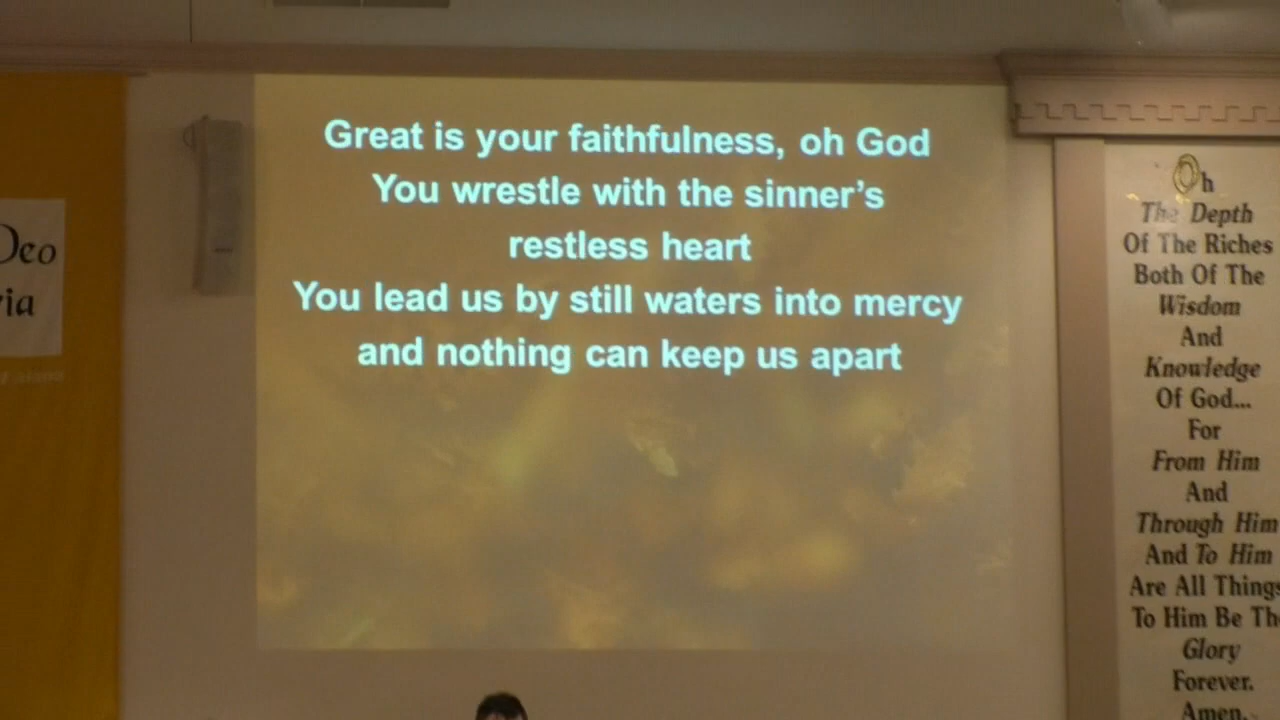 Great is your faithfulness, oh God
You wrestle with the sinner's
restless heart
You lead us by still waters into mercy
and nothing can keep us apart
Deo
ia
Oh
The Depth
Of The Riches
Both Of The
Wisdom
And
Knowledge
Of God...
For
From Him
And
Through Him
And To Him
Are All Things
To Him Be Th
Glory
Forever.
Amen.